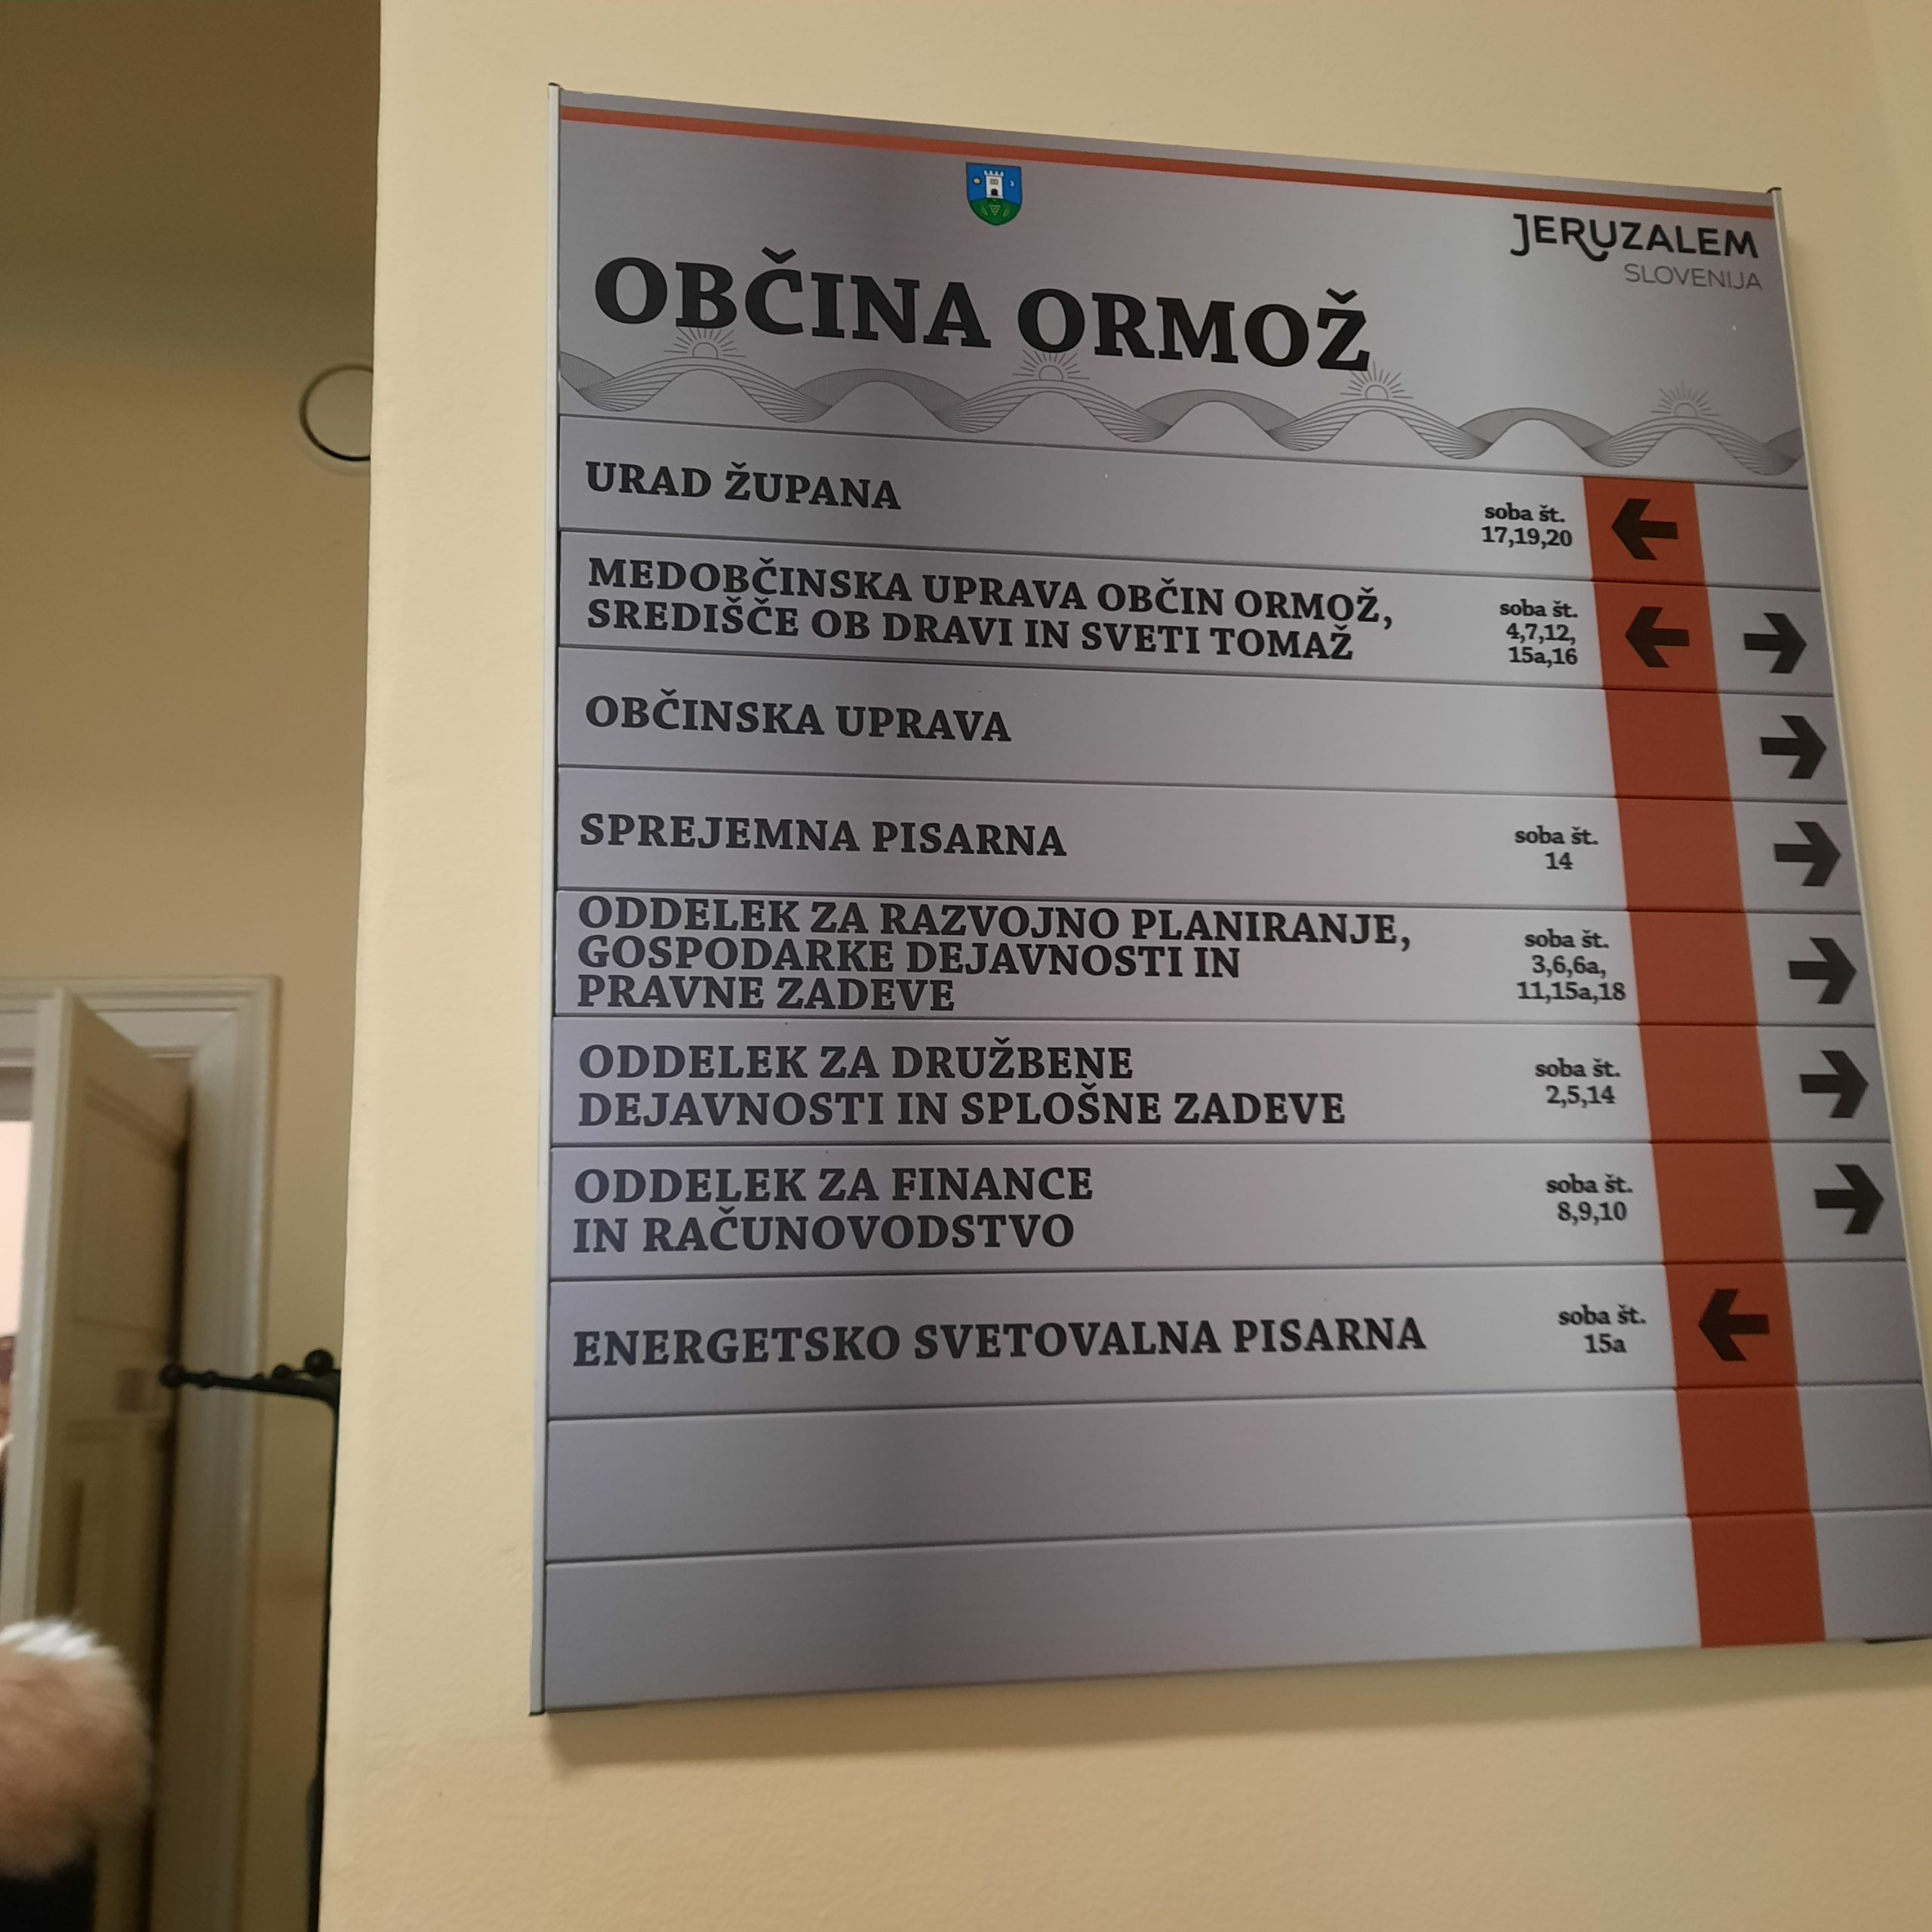 JERUZALEM
SLOVENIJA
OBČINA ORMOŽ
URAD ŽUPANA
soba št.
17,19,20
MEDOBČINSKA UPRAVA OBČIN ORMOŽ,
SREDIŠČE OB DRAVI IN SVETI TOMAŽ
soba št.
4,7,12,
15a,16
OBČINSKA UPRAVA
SPREJEMNA PISARNA
soba št.
14
ODDELEK ZA RAZVOJNO PLANIRANJE,
GOSPODARKE DEJAVNOSTI IN
PRAVNE ZADEVE
soba št.
3,6,6a,
11,15a,18
ODDELEK ZA DRUŽBENE
DEJAVNOSTI IN SPLOŠNE ZADEVE
soba št.
2,5,14
ODDELEK ZA FINANCE
IN RAČUNOVODSTVO
soba št.
8,9,10
ENERGETSKO SVETOVALNA PISARNA
soba št.
15a